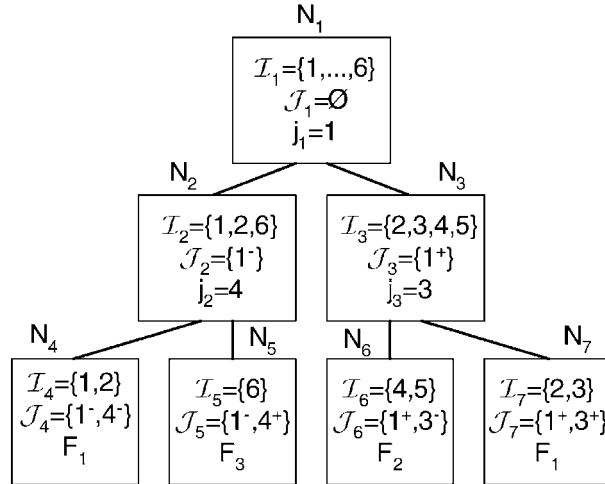 N₁
ℐ₁={1,...,6}
𝒥₁=Ø
j₁=1
N₂
N₃
ℐ₂={1,2,6}
𝒥₂={1⁻}
j₂=4
ℐ₃={2,3,4,5}
𝒥₃={1⁺}
j₃=3
N₄
N₅
N₆
N₇
ℐ₄={1,2}
𝒥₄={1⁻,4⁻}
F₁
ℐ₅={6}
𝒥₅={1⁻,4⁺}
F₃
ℐ₆={4,5}
𝒥₆={1⁺,3⁻}
F₂
ℐ₇={2,3}
𝒥₇={1⁺,3⁺}
F₁